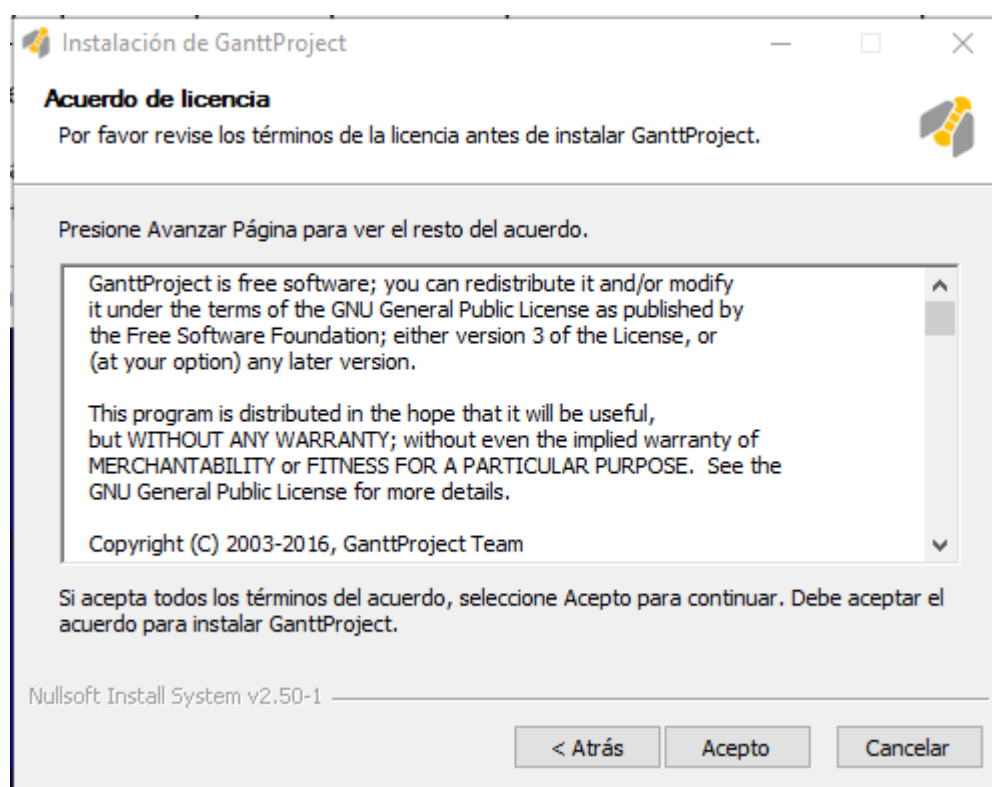 Instalación de GanttProject
Acuerdo de licencia
Por favor revise los términos de la licencia antes de instalar GanttProject.
Presione Avanzar Página para ver el resto del acuerdo.
GanttProject is free software; you can redistribute it and/or modify
it under the terms of the GNU General Public License as published by
the Free Software Foundation; either version 3 of the License, or
(at your option) any later version.
This program is distributed in the hope that it will be useful,
but WITHOUT ANY WARRANTY; without even the implied warranty of
MERCHANTABILITY or FITNESS FOR A PARTICULAR PURPOSE.  See the
GNU General Public License for more details.
Copyright (C) 2003-2016, GanttProject Team
Si acepta todos los términos del acuerdo, seleccione Acepto para continuar. Debe aceptar el
acuerdo para instalar GanttProject.
Nullsoft Install System v2.50-1
< Atrás Acepto Cancelar